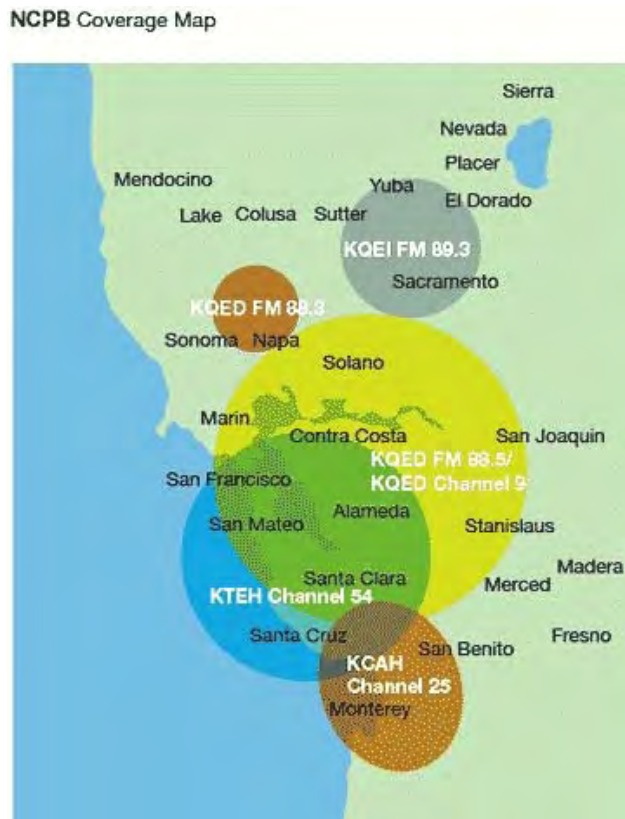 NCPB Coverage Map
Sierra
Nevada
Placer
Mendocino
Yuba
El Dorado
Lake
Colusa
Sutter
KQEI FM 89.3
Sacramento
KQED FM 88.3
Sonoma
Napa
Solano
Marin
Contra Costa
San Joaquin
KQED FM 88.5/
KQED Channel 9
San Francisco
Alameda
San Mateo
Stanislaus
Madera
Santa Clara
Merced
KTEH Channel 54
Santa Cruz
Fresno
San Benito
KCAH
Channel 25
Monterey